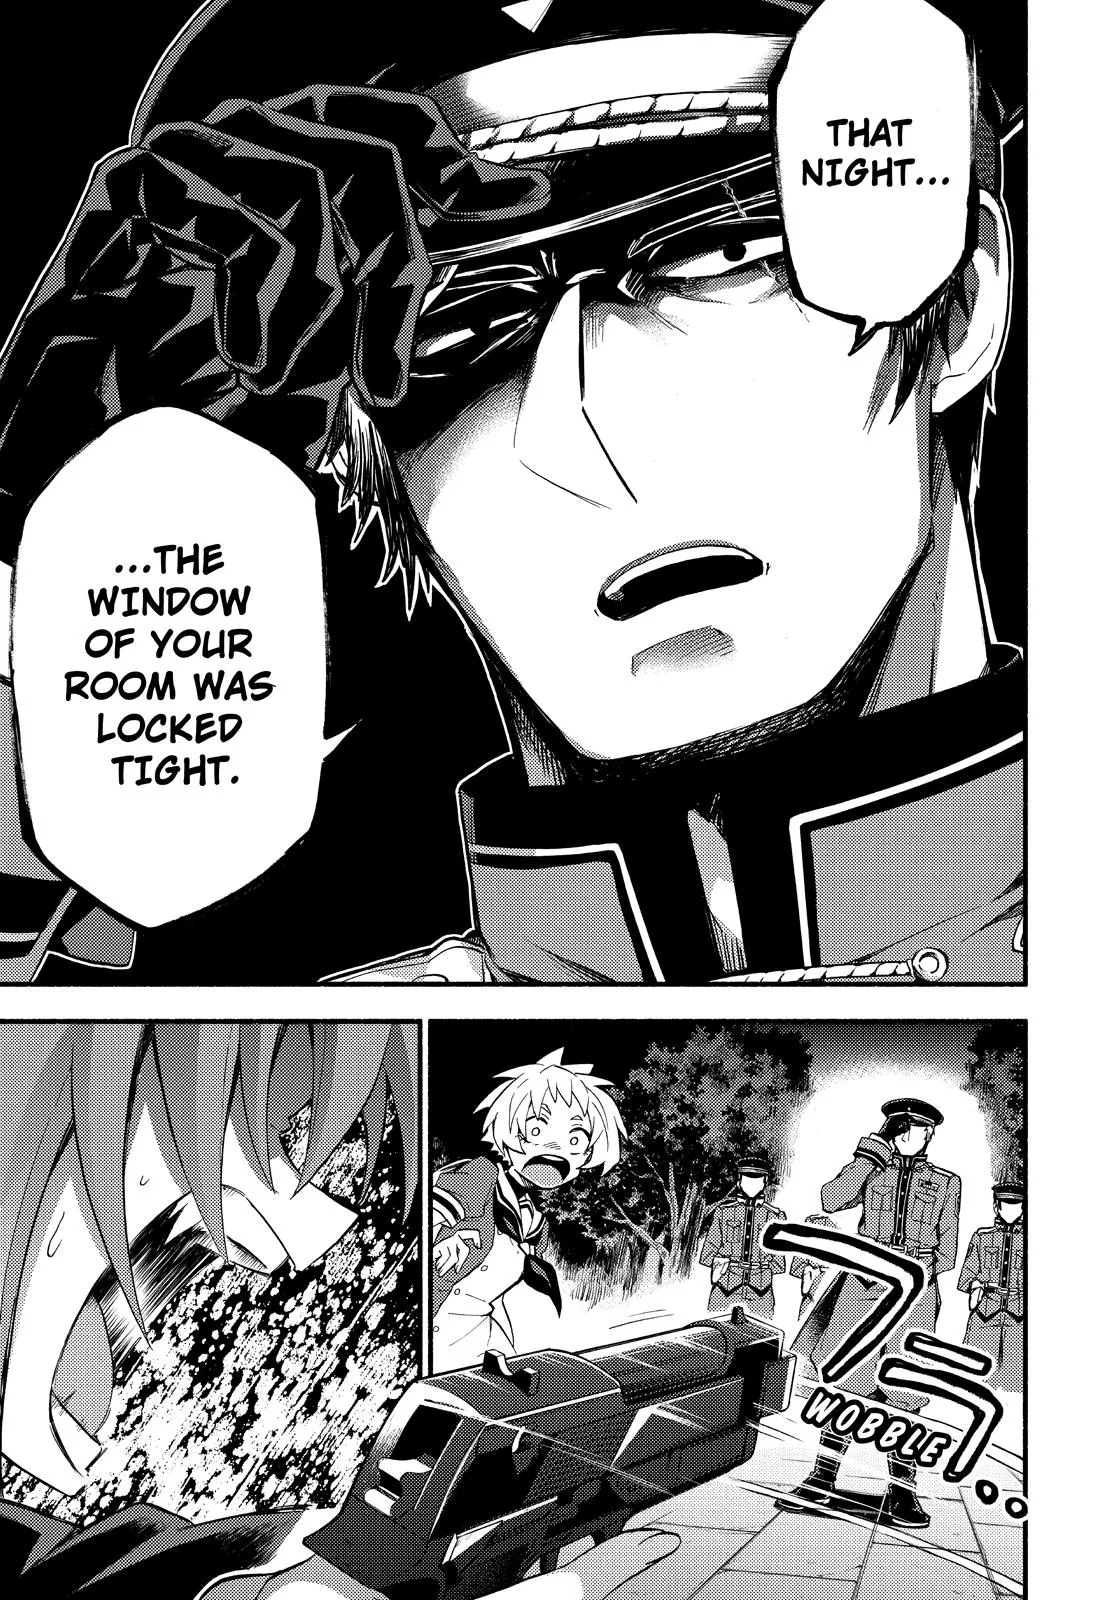 THAT
NIGHT...
...THE
WINDOW
OF YOUR
ROOM WAS
LOCKED
TIGHT.
フラ...
WOBBLE